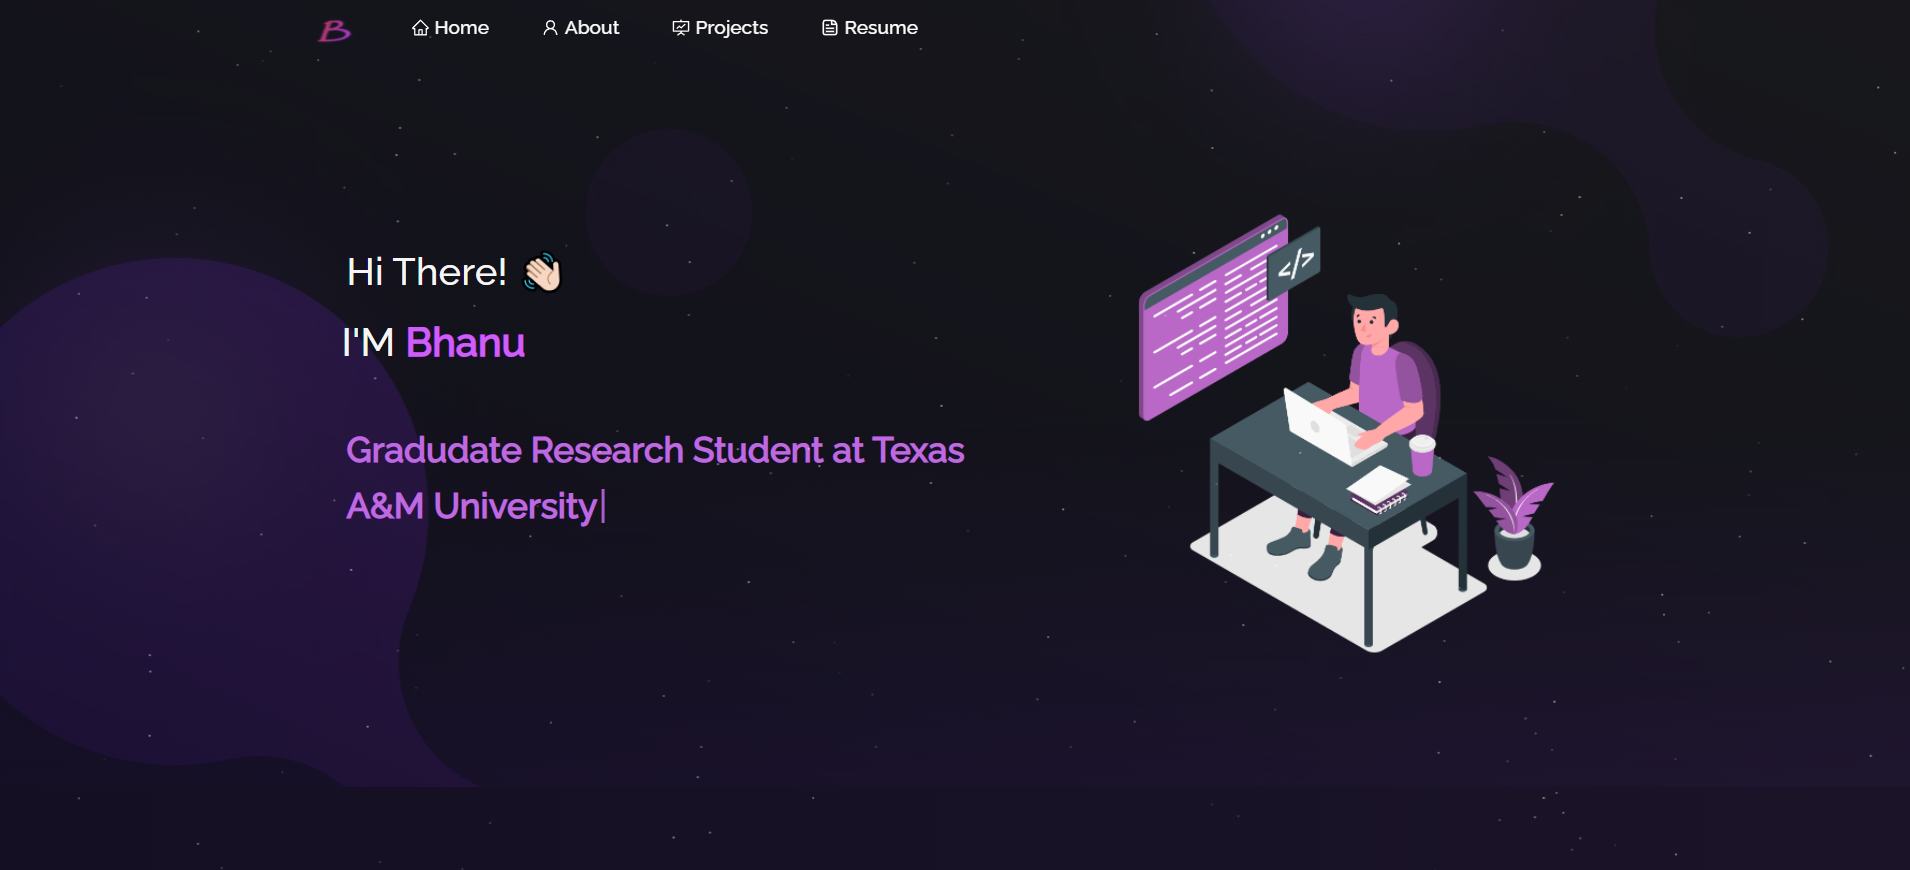 B
Home
About
Projects
Resume
Hi There! 👋🏻
I'M Bhanu
Gradudate Research Student at Texas
A&M University|
</>